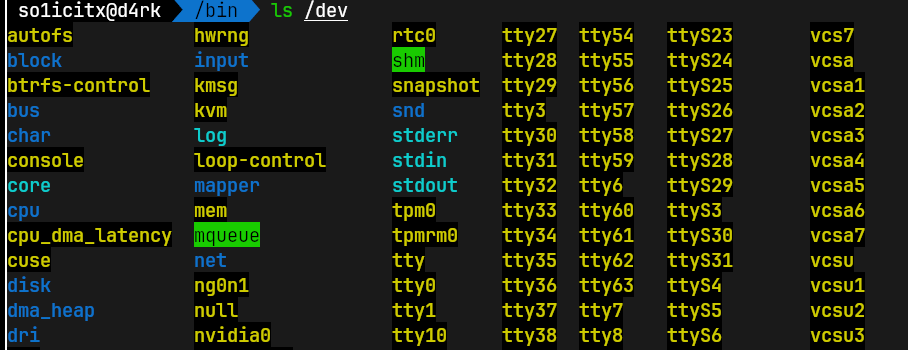 so1icitx@d4rk /bin ls /dev
autofs hwrng rtc0 tty27 tty54 ttyS23 vcs7
block input shm tty28 tty55 ttyS24 vcsa
btrfs-control kmsg snapshot tty29 tty56 ttyS25 vcsa1
bus kvm snd tty3 tty57 ttyS26 vcsa2
char log stderr tty30 tty58 ttyS27 vcsa3
console loop-control stdin tty31 tty59 ttyS28 vcsa4
core mapper stdout tty32 tty6 ttyS29 vcsa5
cpu mem tpm0 tty33 tty60 ttyS3 vcsa6
cpu_dma_latency mqueue tpmrm0 tty34 tty61 ttyS30 vcsa7
cuse net tty tty35 tty62 ttyS31 vcsu
disk ng0n1 tty0 tty36 tty63 ttyS4 vcsu1
dma_heap null tty1 tty37 tty7 ttyS5 vcsu2
dri nvidia0 tty10 tty38 tty8 ttyS6 vcsu3